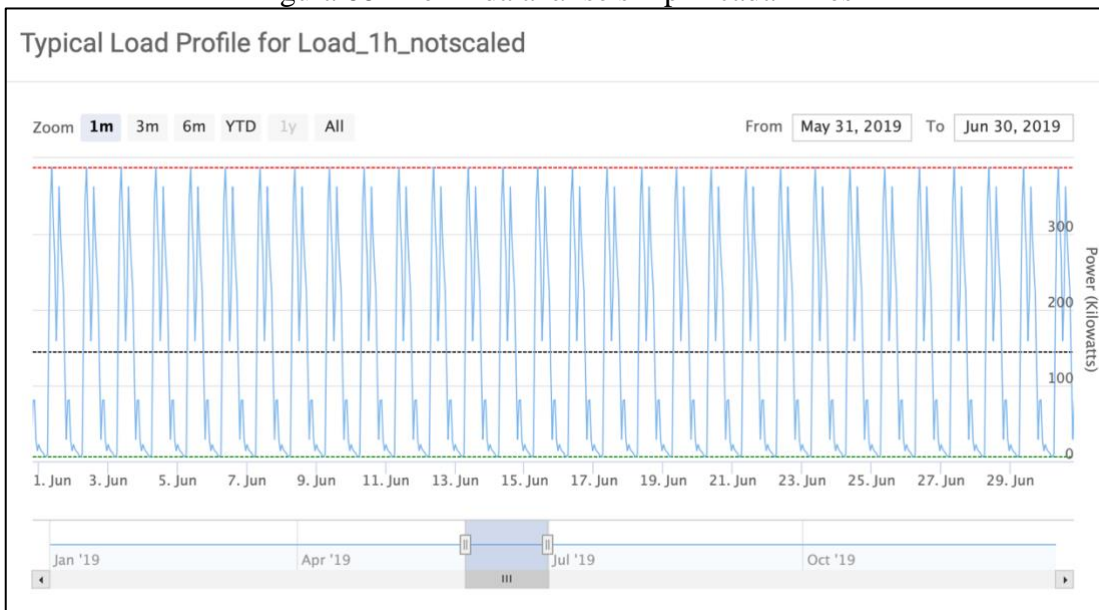 Typical Load Profile for Load_1h_notscaled
Zoom 1m 3m 6m YTD 1y All From May 31, 2019 To Jun 30, 2019
300
200
100
0
Power (Kilowatts)
1. Jun 3. Jun 5. Jun 7. Jun 9. Jun 11. Jun 13. Jun 15. Jun 17. Jun 19. Jun 21. Jun 23. Jun 25. Jun 27. Jun 29. Jun
Jan '19 Apr '19 Jul '19 Oct '19